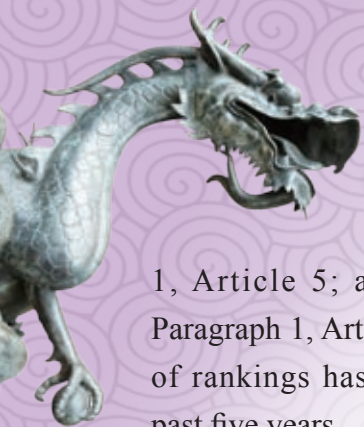 1, Article 5; a
Paragraph 1, Art
of rankings has
past five years